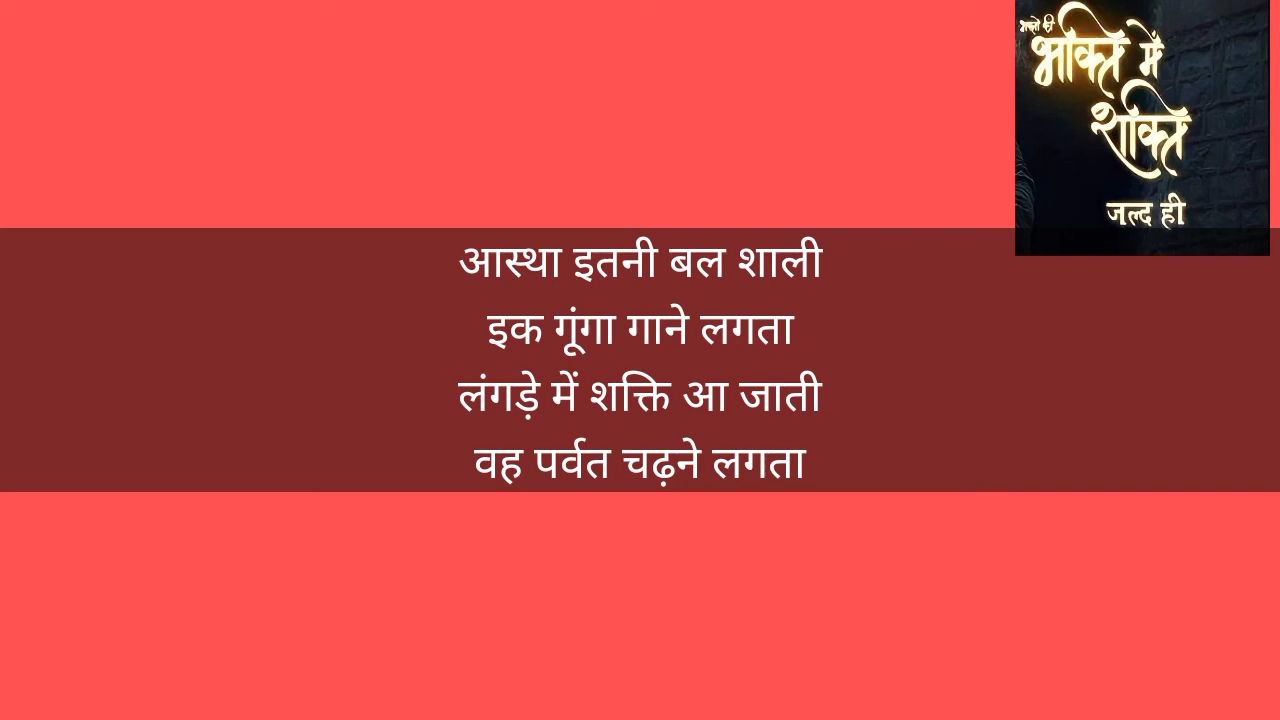 भक्ति में
शक्ति
जल्द ही
आस्था इतनी बल शाली
इक गूंगा गाने लगता
लंगड़े में शक्ति आ जाती
वह पर्वत चढ़ने लगता